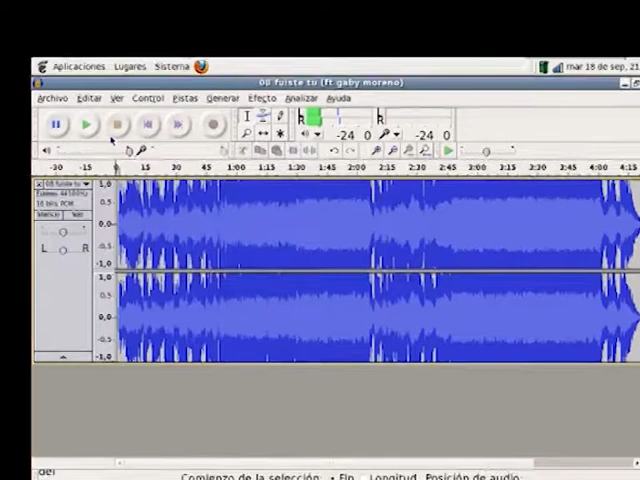 Aplicaciones Lugares Sistema mar 18 de sep, 21
08 fuiste tu (ft gaby moreno)
Archivo Editar Ver Control Pistas Generar Efecto Analizar Ayuda
R R
-24 0 -24 0
-30 -15 0 15 30 45 1:00 1:15 1:30 1:45 2:00 2:15 2:30 2:45 3:00 3:15 3:30 3:45 4:00 4:15
08 fuiste tu
1,0
0,5
0,0
-0,5
-1,0
L R
1,0
0,5
0,0
-0,5
-1,0
Comienzo de la selección: Fin Longitud Posición de audio: